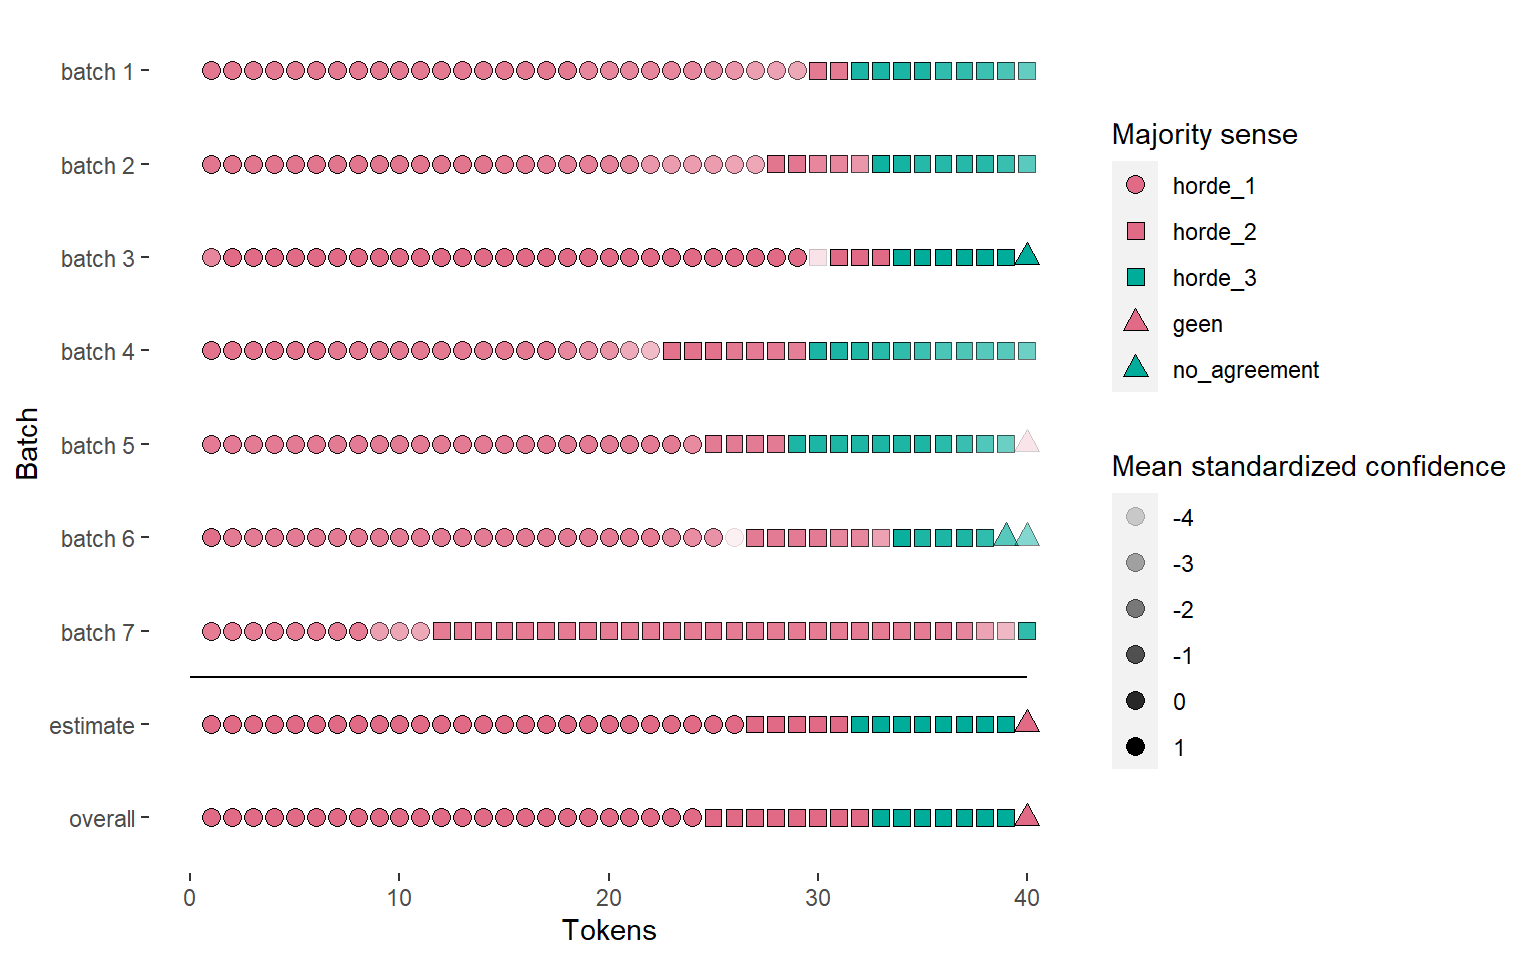 batch 1
batch 2
batch 3
batch 4
batch 5
batch 6
batch 7
estimate
overall
Batch
0 10 20 30 40
Tokens
Majority sense
horde_1
horde_2
horde_3
geen
no_agreement
Mean standardized confidence
-4
-3
-2
-1
0
1